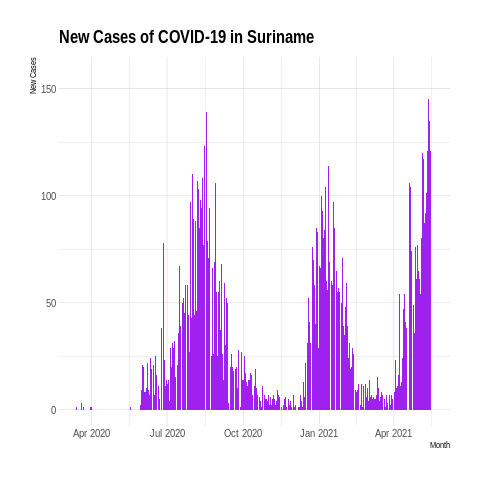 New Cases of COVID-19 in Suriname
New Cases
150
100
50
0
Apr 2020 Jul 2020 Oct 2020 Jan 2021 Apr 2021
Month